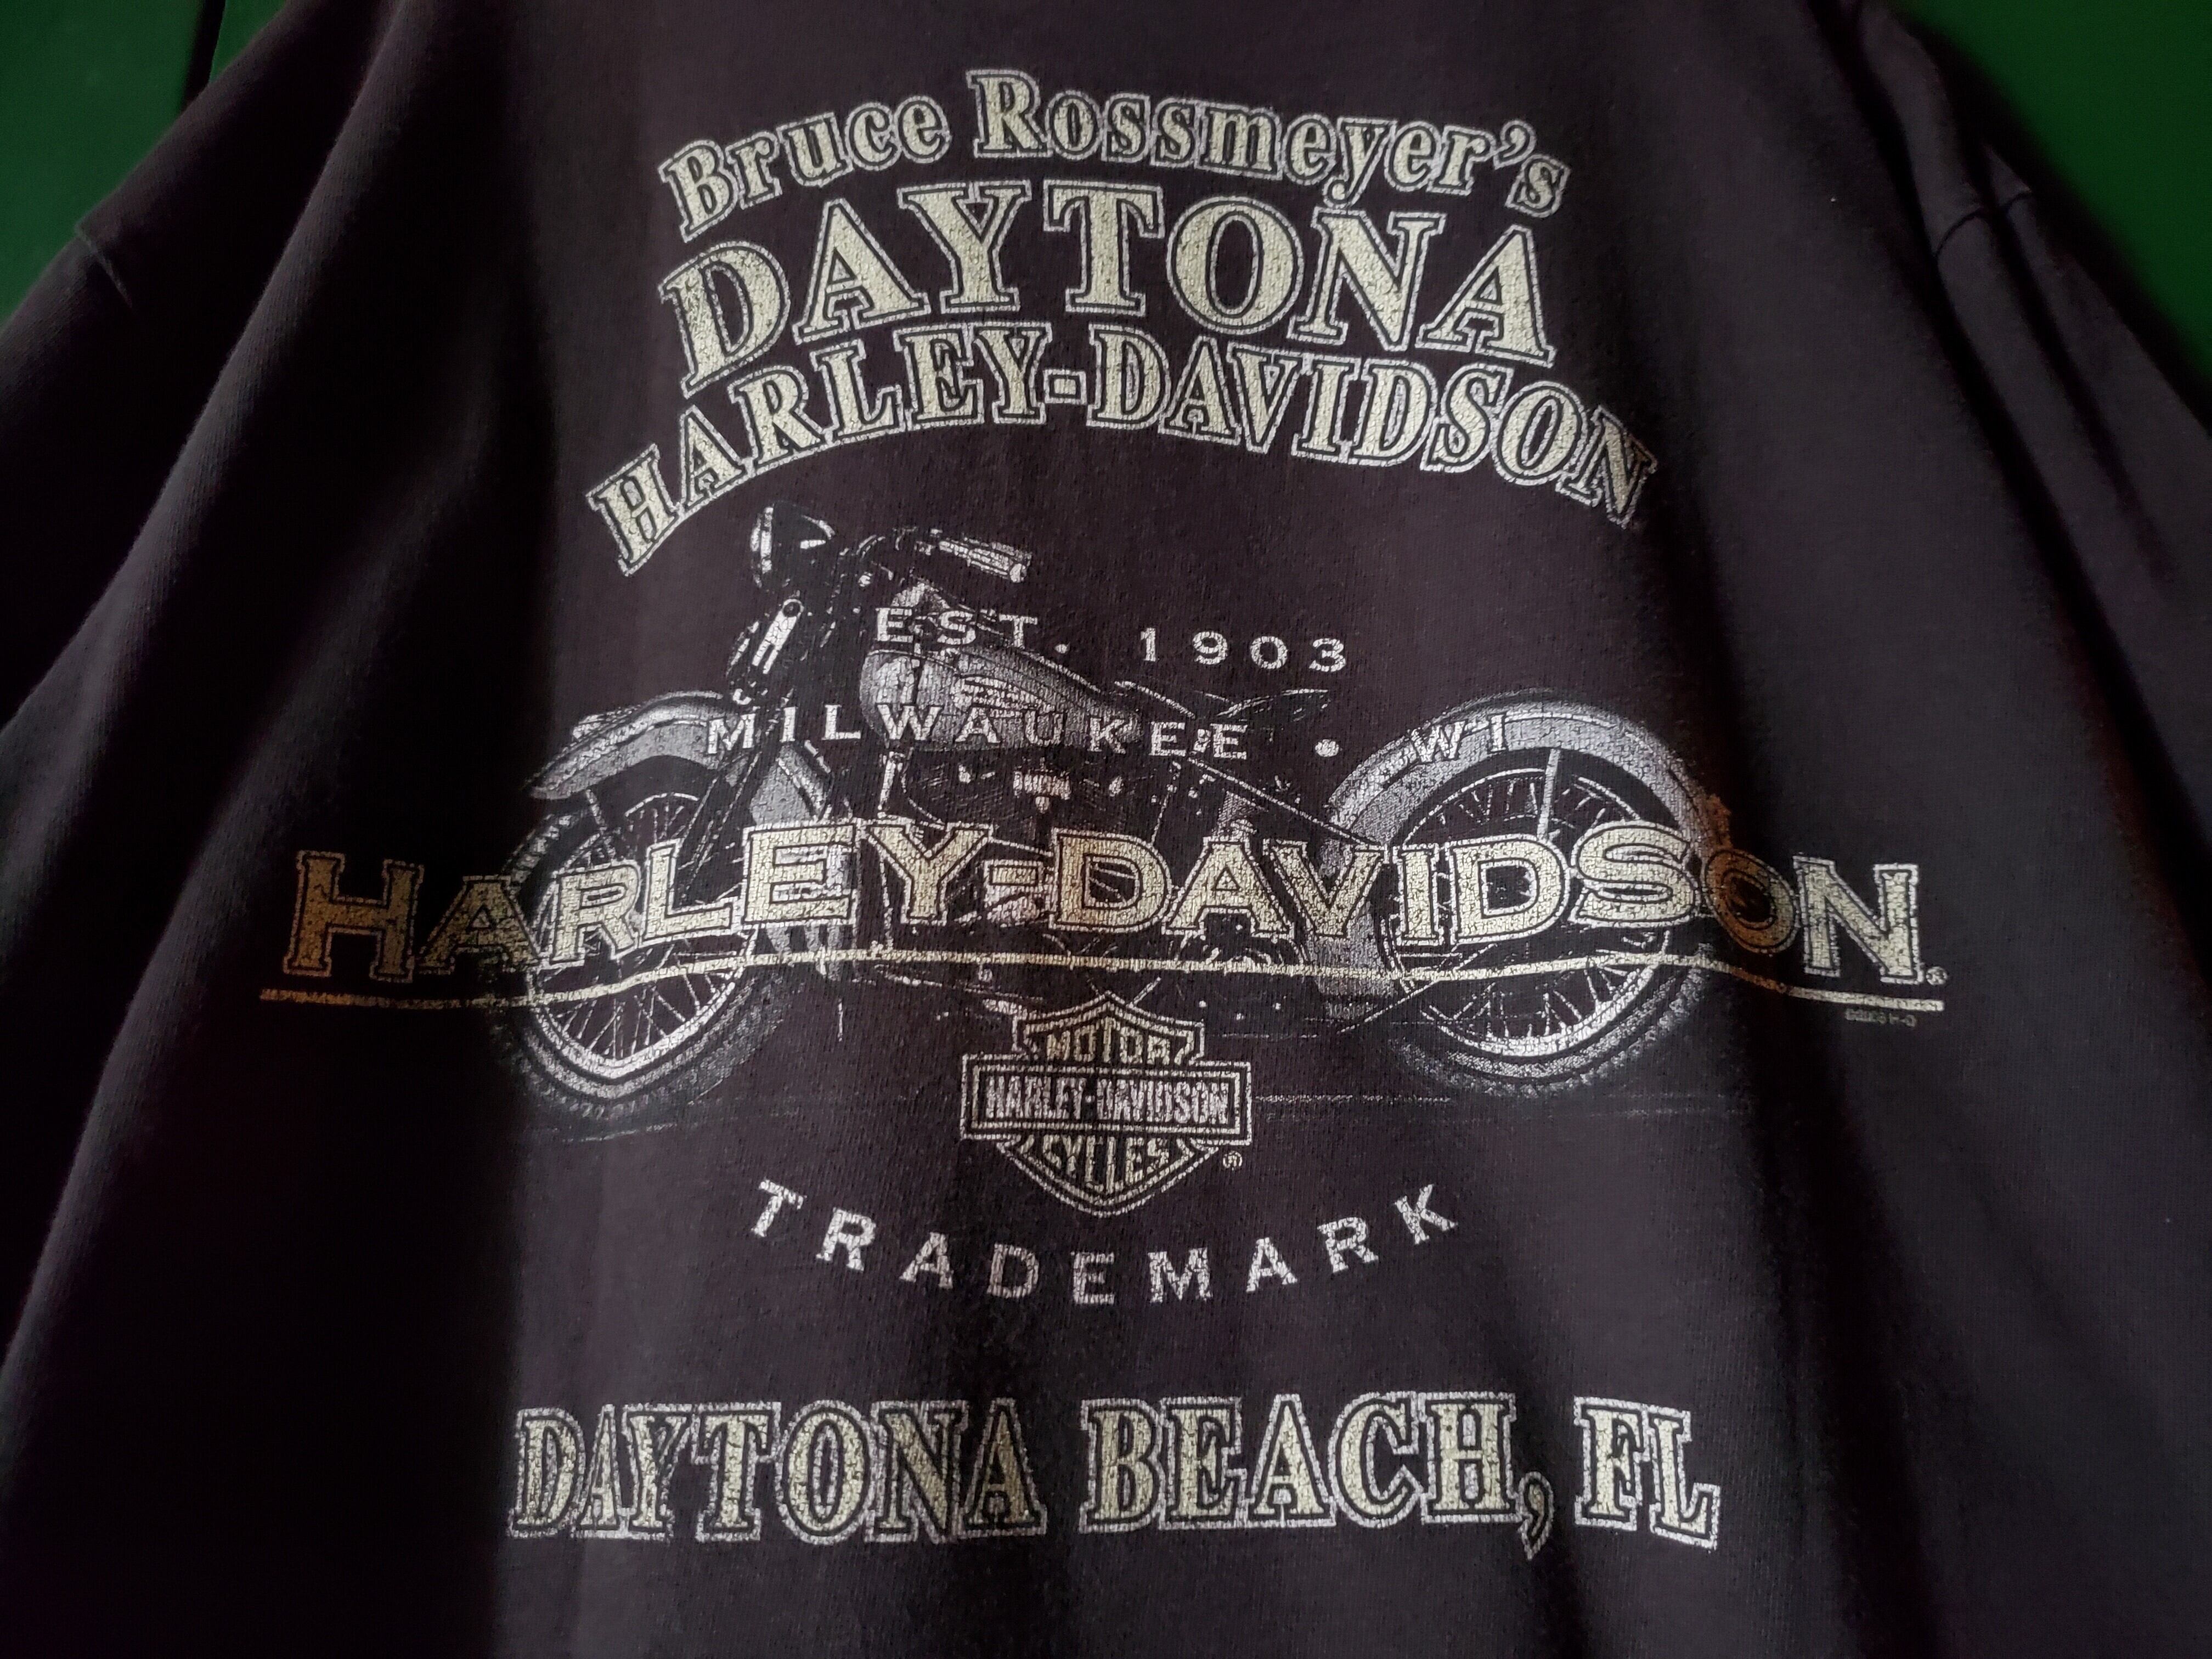 Bruce Rossmeyer's
DAYTONA
HARLEY-DAVIDSON
EST. 1903
MILWAUKEE • WI
HARLEY-DAVIDSON®
MOTOR
HARLEY-DAVIDSON
CYCLES®
TRADEMARK
DAYTONA BEACH, FL